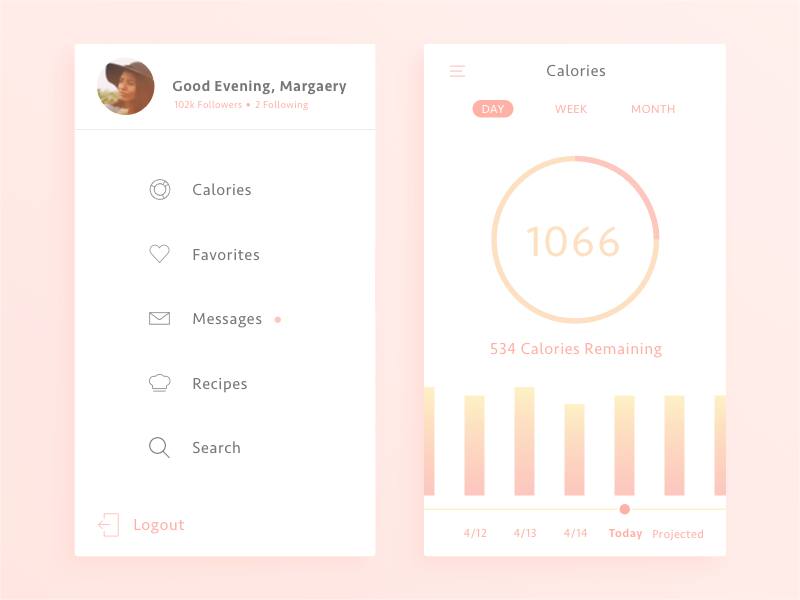 Good Evening, Margaery
102k Followers • 2 Following
Calories
Favorites
Messages
Recipes
Search
Logout
Calories
DAY WEEK MONTH
1066
534 Calories Remaining
4/12 4/13 4/14 Today Projected